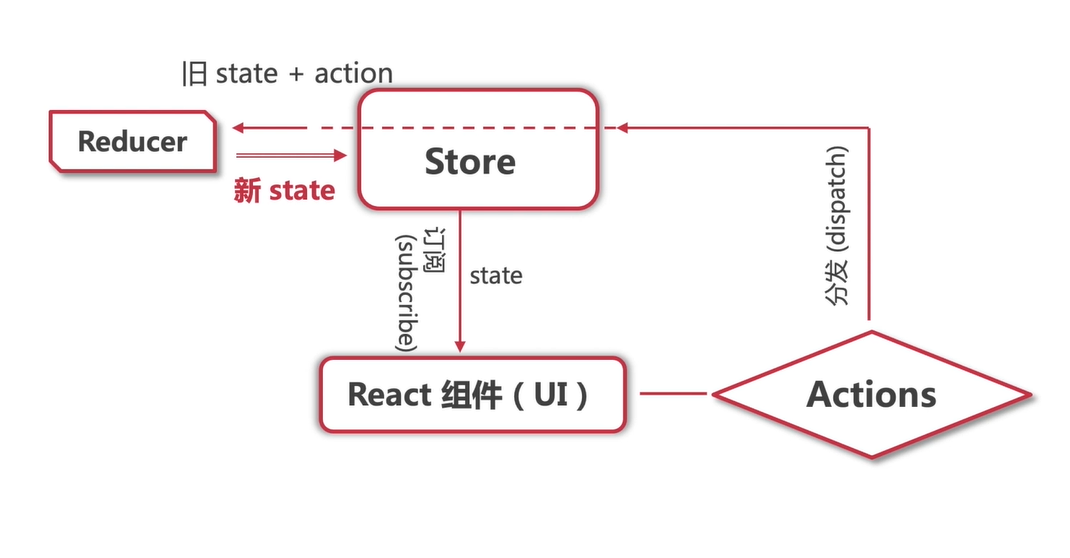 旧 state + action
Reducer
Store
新 state
分发 (dispatch)
订阅
(subscribe)
state
React 组件（UI）
Actions